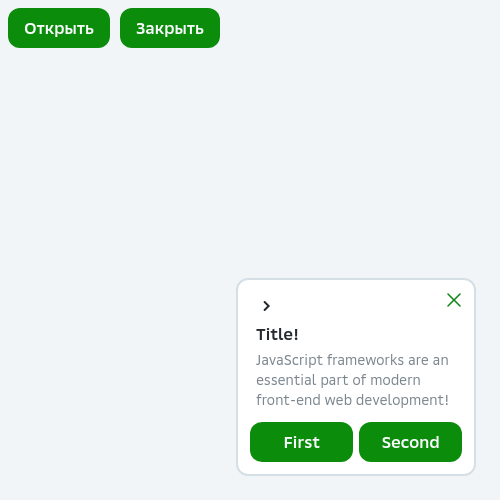 Открыть Закрыть
Title!
JavaScript frameworks are an
essential part of modern
front-end web development!
First Second